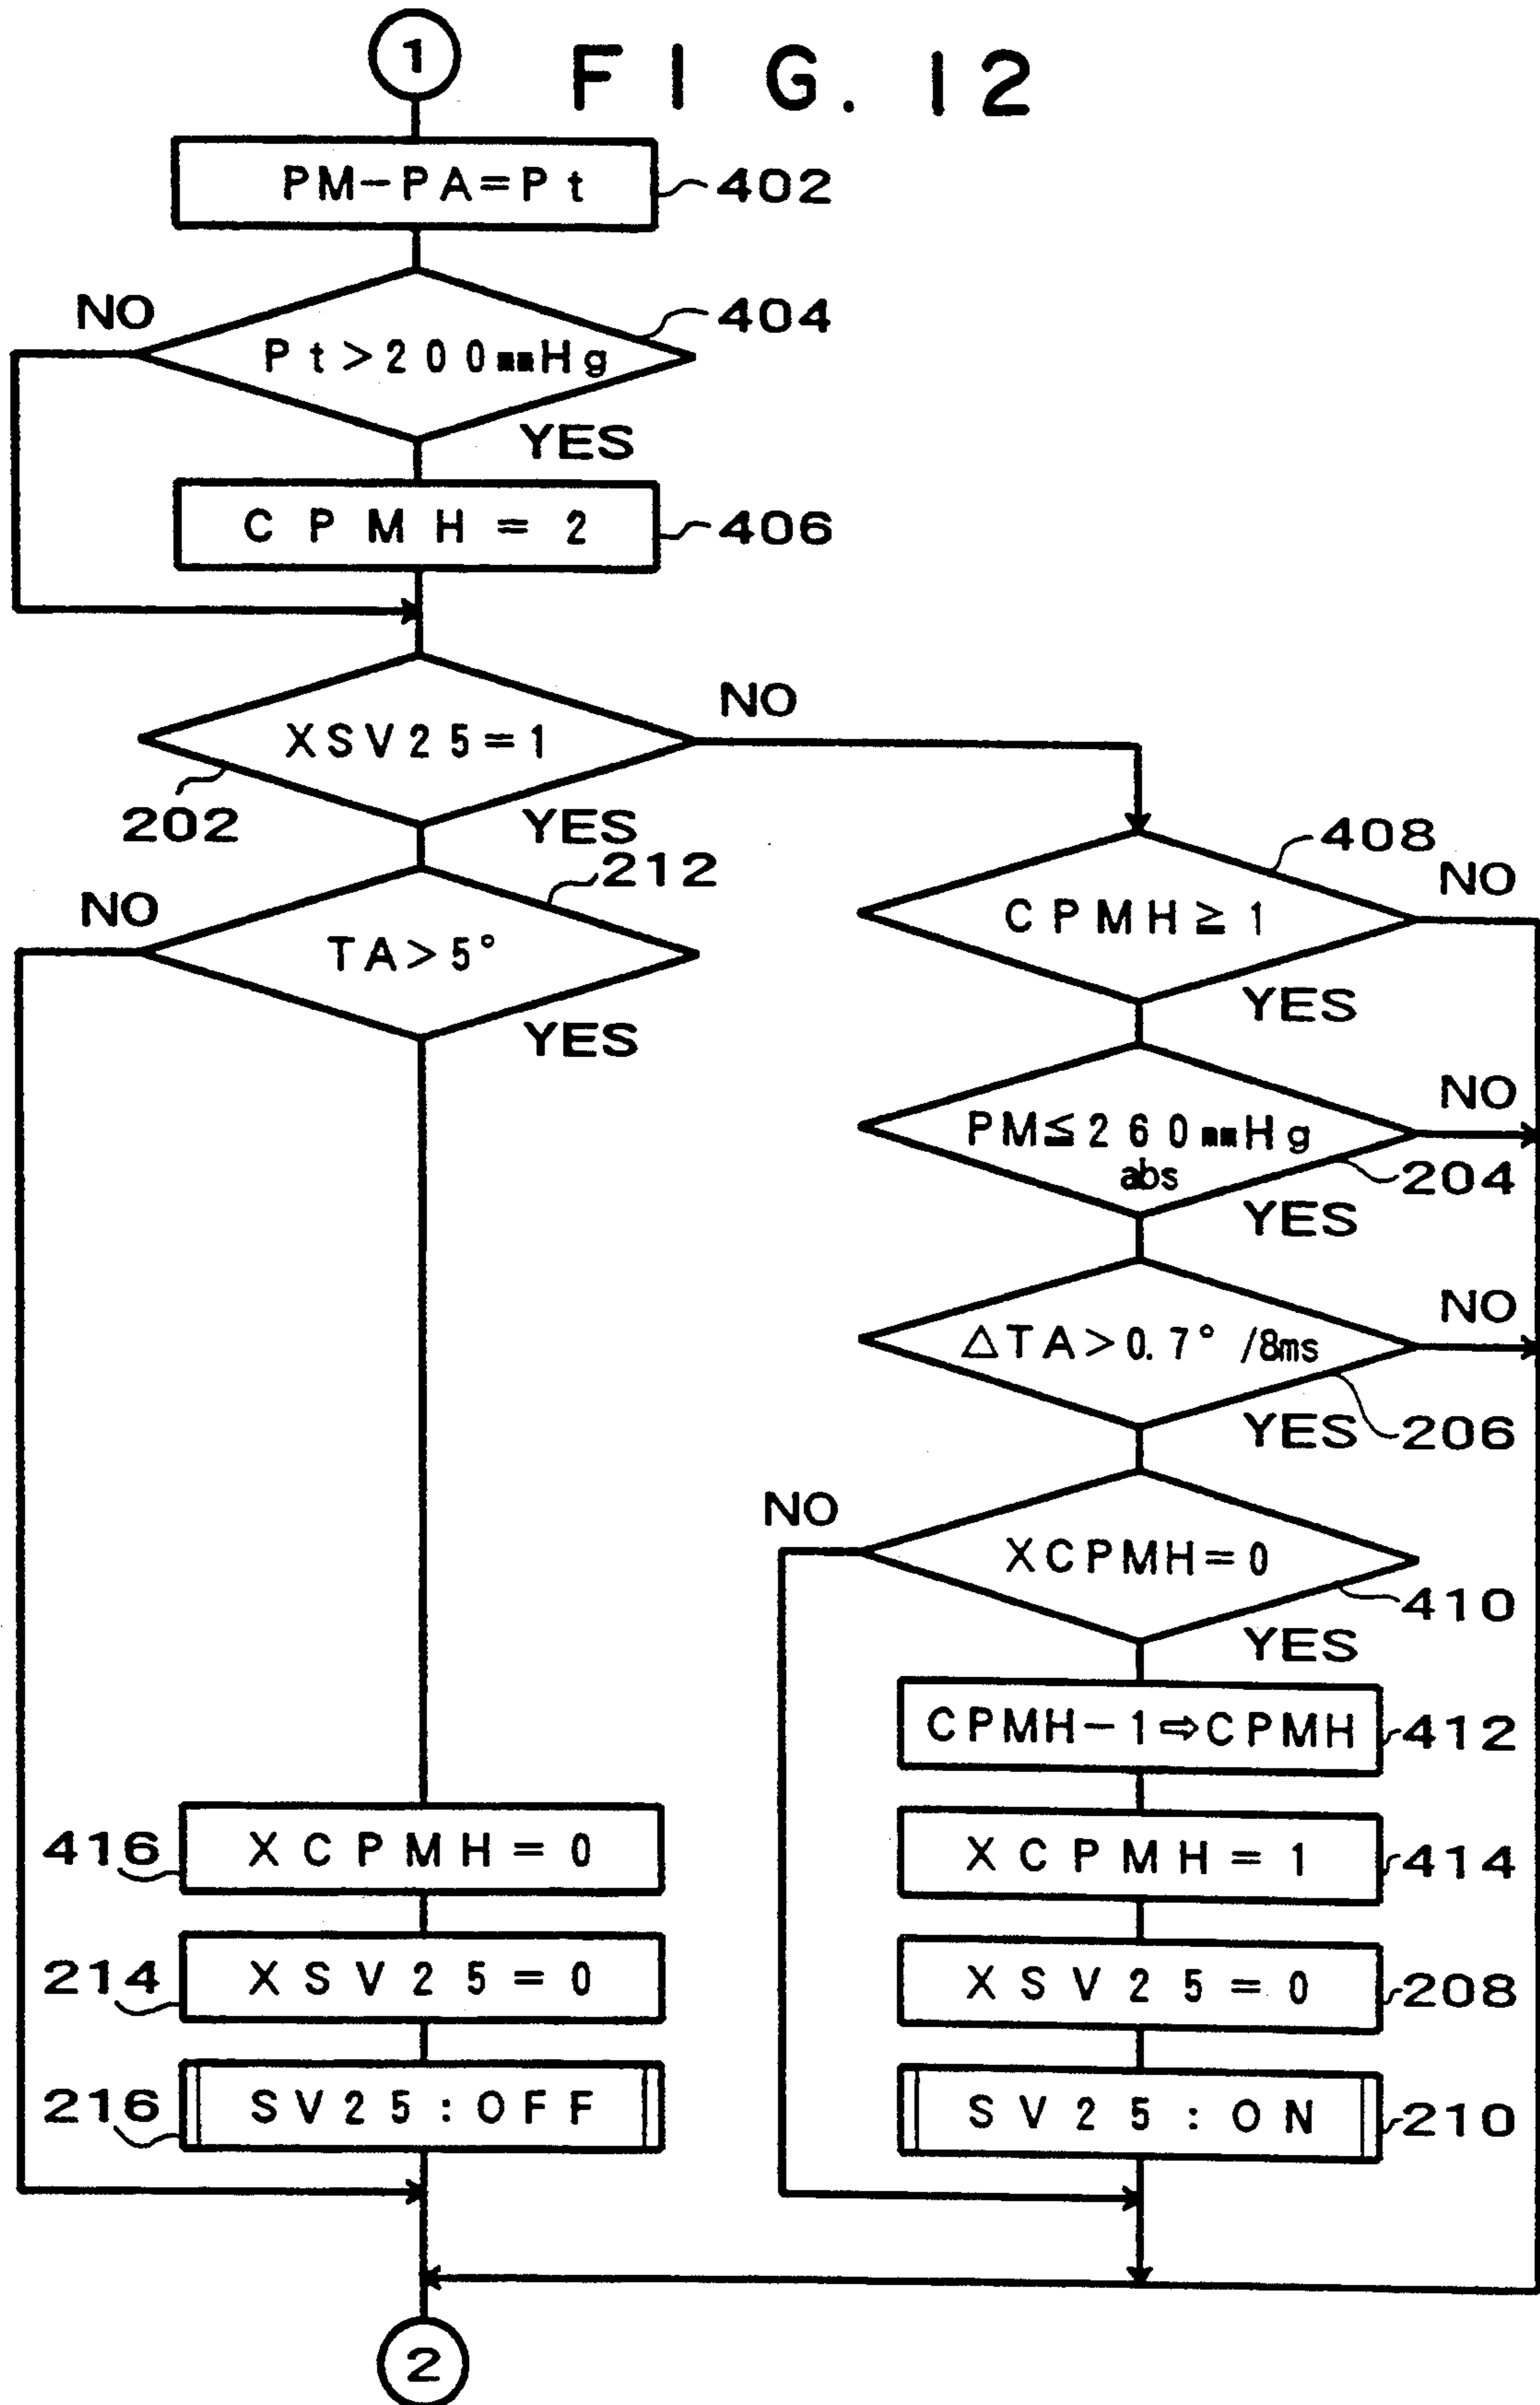 1
FIG. 12
PM-PA=Pt
402
NO
404
Pt>200mmHg
YES
CPMH=2
406
XSV25=1
NO
202
YES
408
212
NO
NO
CPMH≧1
TA>5°
YES
YES
NO
PM≦260mmHg
abs
204
YES
NO
△TA>0.7°/8ms
YES
206
NO
XCPMH=0
410
YES
CPMH-1⇨CPMH
412
416
XCPMH=0
XCPMH=1
414
214
XSV25=0
XSV25=0
208
216
SV25:OFF
SV25:ON
210
2